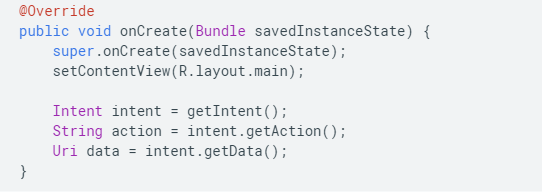 @Override
public void onCreate(Bundle savedInstanceState) {
    super.onCreate(savedInstanceState);
    setContentView(R.layout.main);

    Intent intent = getIntent();
    String action = intent.getAction();
    Uri data = intent.getData();
}